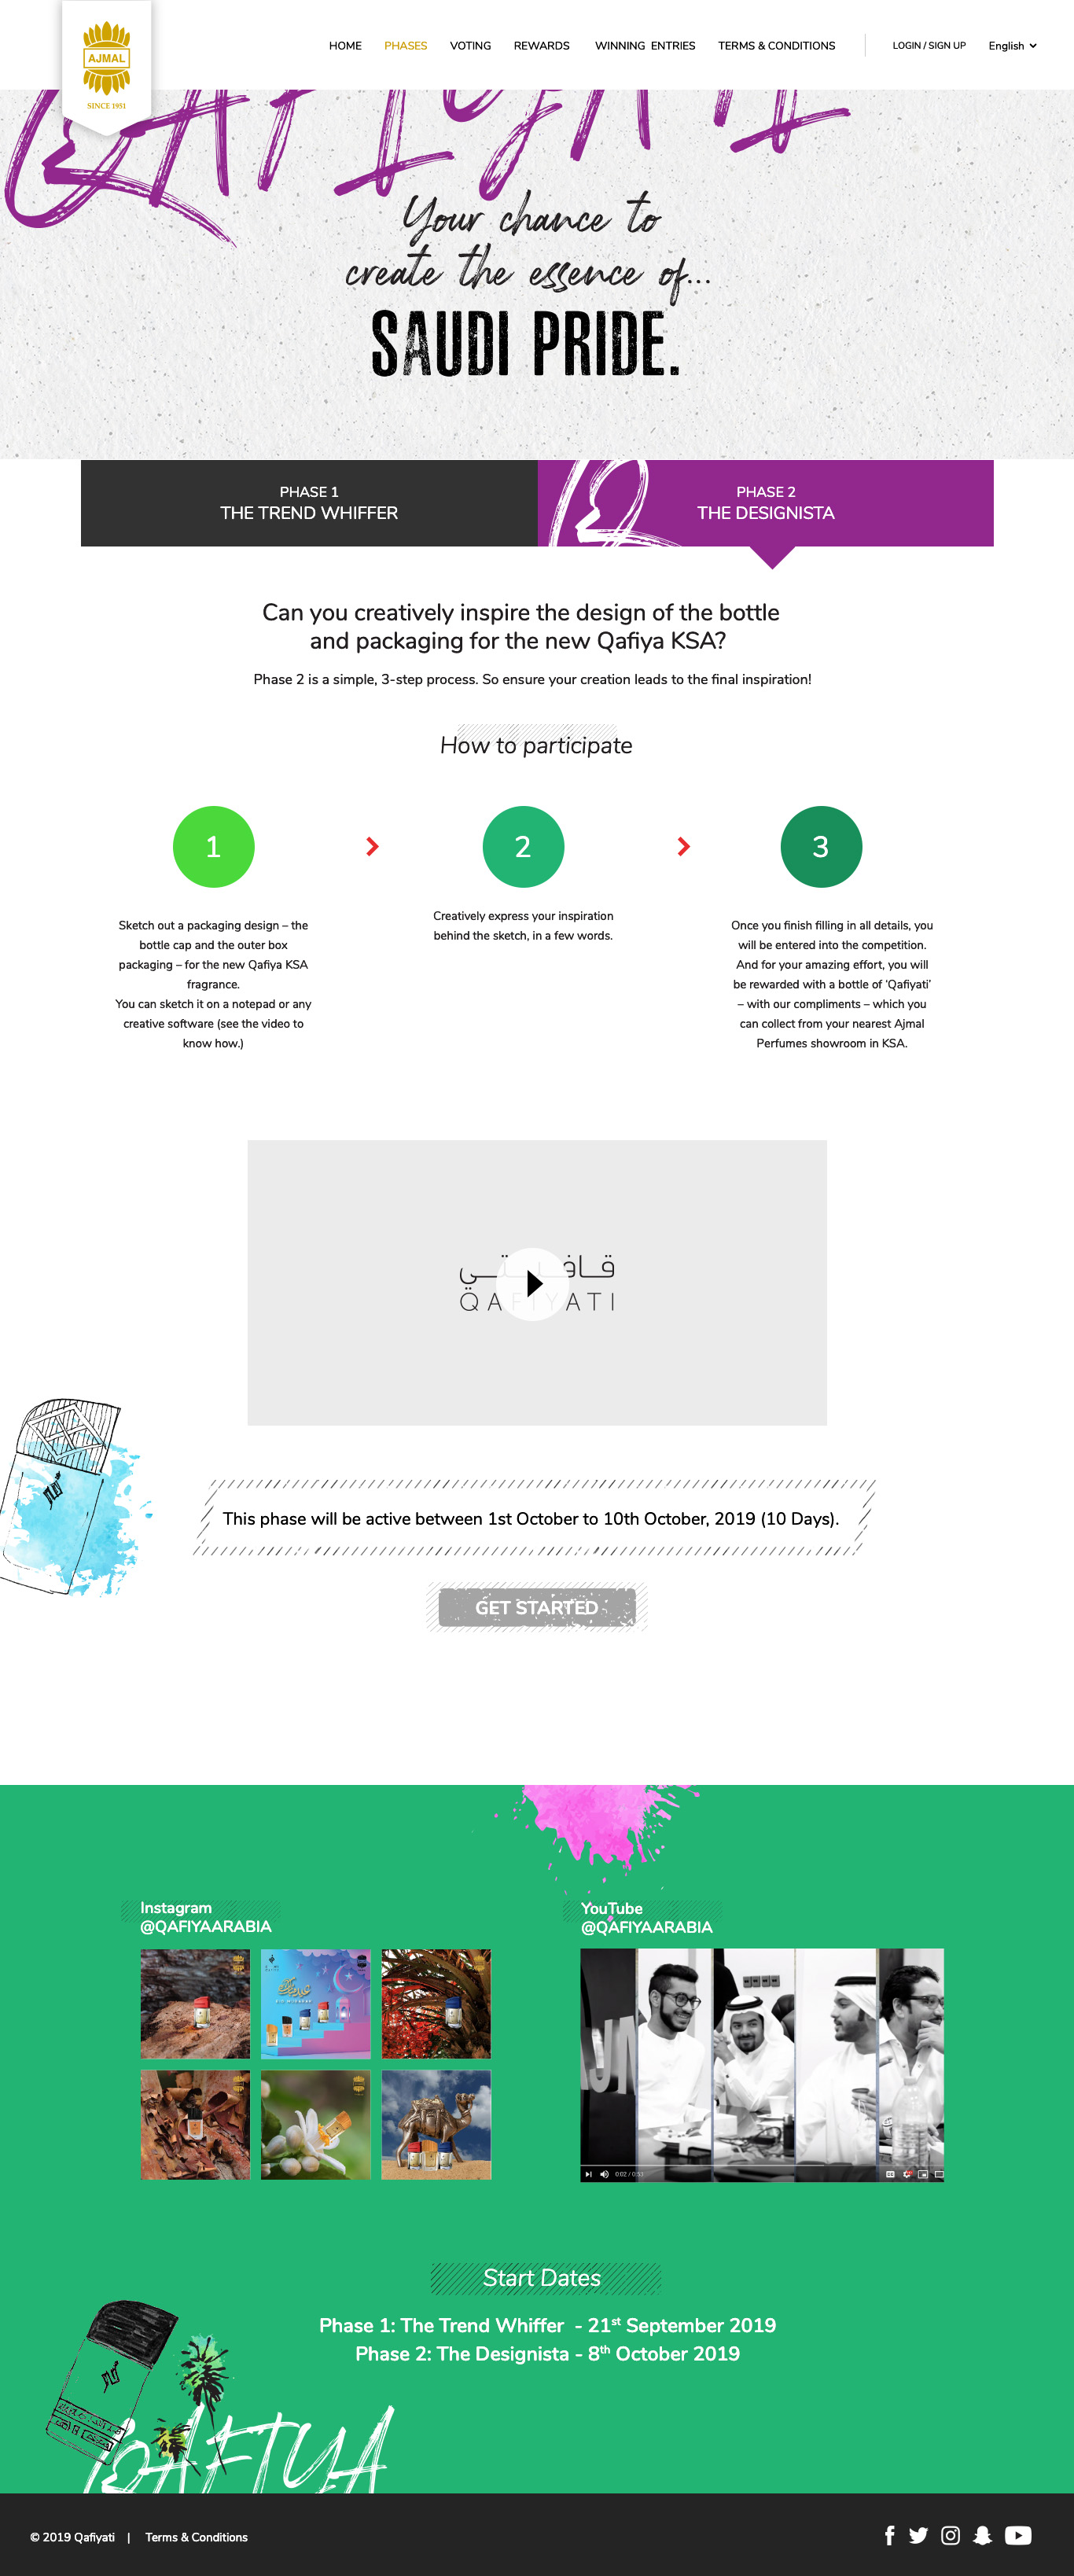 AJMAL
SINCE 1951
HOME PHASES VOTING REWARDS WINNING ENTRIES TERMS & CONDITIONS LOGIN / SIGN UP English
QAFIYATI
Your chance to
create the essence of...
SAUDI PRIDE.
PHASE 1
THE TREND WHIFFER
PHASE 2
THE DESIGNISTA
Can you creatively inspire the design of the bottle
and packaging for the new Qafiya KSA?
Phase 2 is a simple, 3-step process. So ensure your creation leads to the final inspiration!
How to participate
1
Sketch out a packaging design – the
bottle cap and the outer box
packaging – for the new Qafiya KSA
fragrance.
You can sketch it on a notepad or any
creative software (see the video to
know how.)
2
Creatively express your inspiration
behind the sketch, in a few words.
3
Once you finish filling in all details, you
will be entered into the competition.
And for your amazing effort, you will
be rewarded with a bottle of ‘Qafiyati’
– with our compliments – which you
can collect from your nearest Ajmal
Perfumes showroom in KSA.
قافيتي
QAFIYATI
This phase will be active between 1st October to 10th October, 2019 (10 Days).
GET STARTED
Instagram
@QAFIYAARABIA
YouTube
@QAFIYAARABIA
EID MUBARAK
AJM
0:02 / 0:51
Start Dates
Phase 1: The Trend Whiffer - 21st September 2019
Phase 2: The Designista - 8th October 2019
QAFIYA
© 2019 Qafiyati | Terms & Conditions